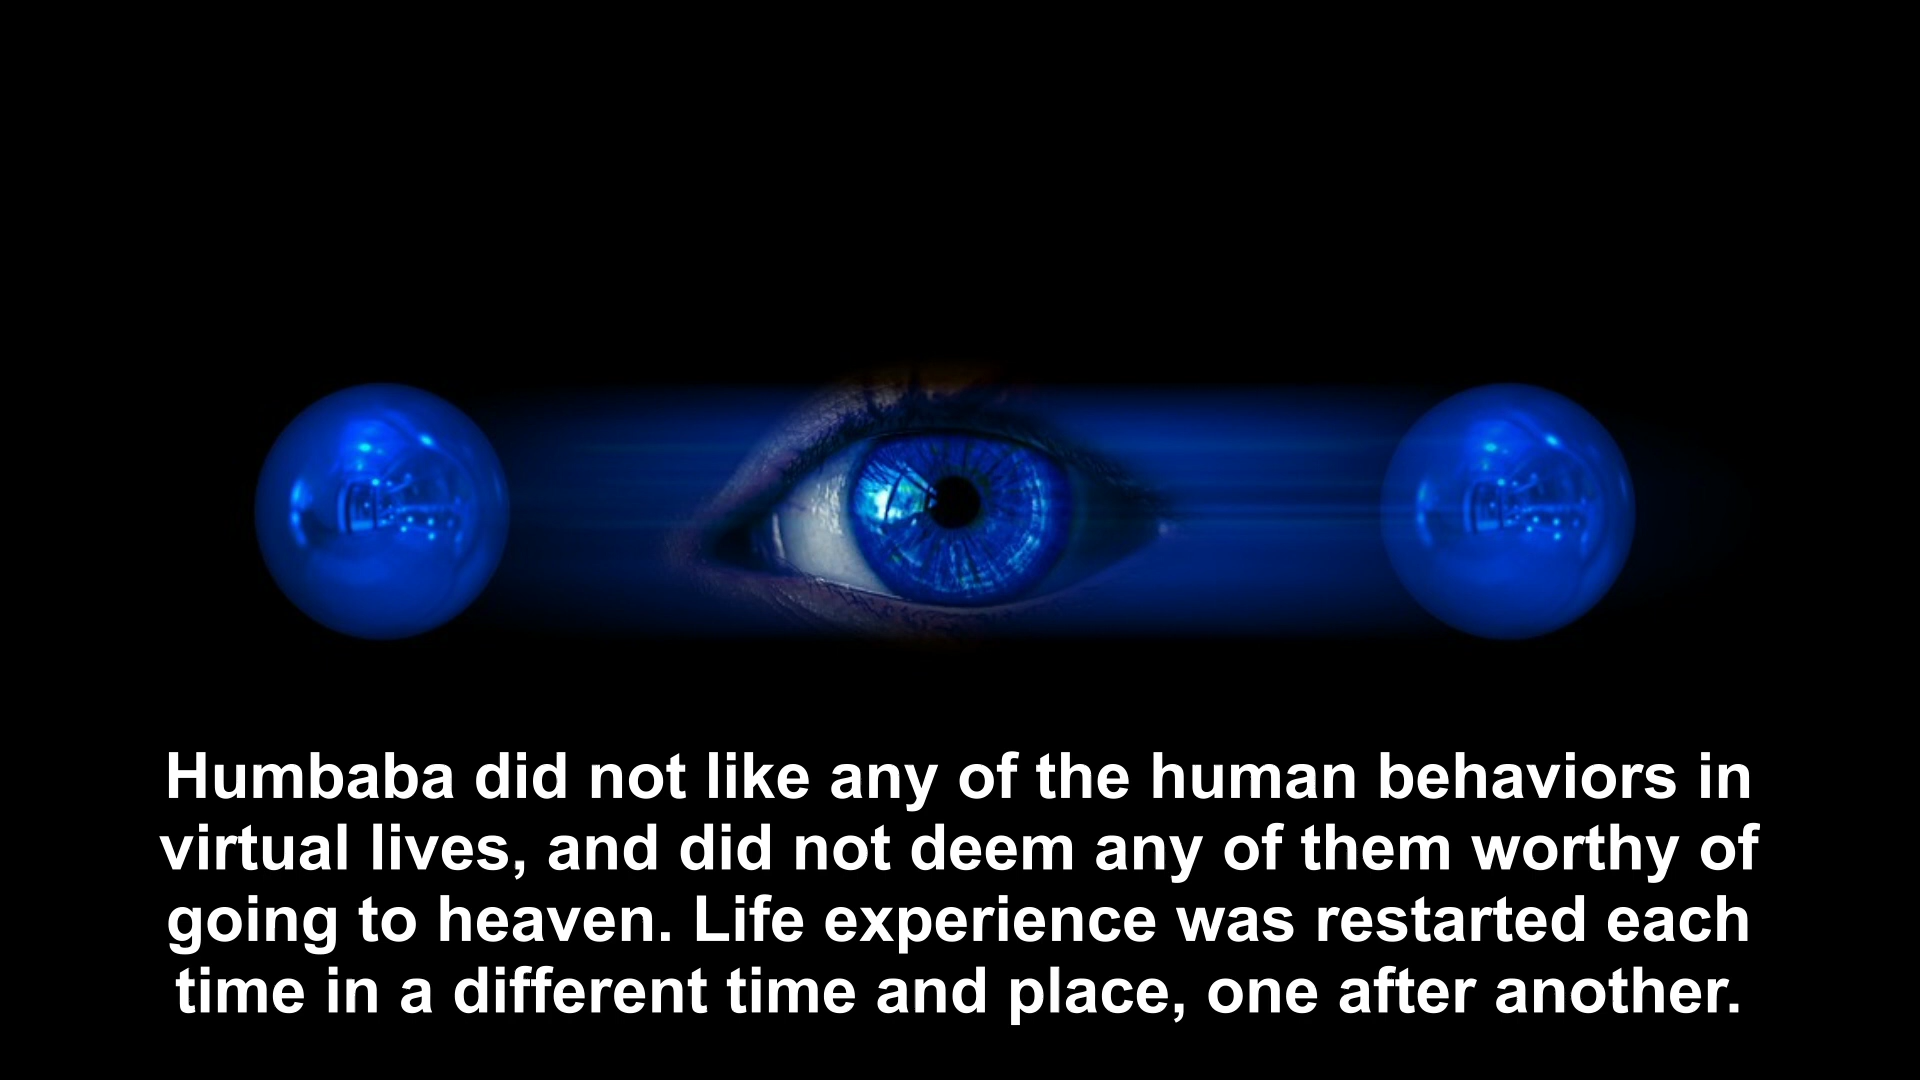 Humbaba did not like any of the human behaviors in
virtual lives, and did not deem any of them worthy of
going to heaven. Life experience was restarted each
time in a different time and place, one after another.